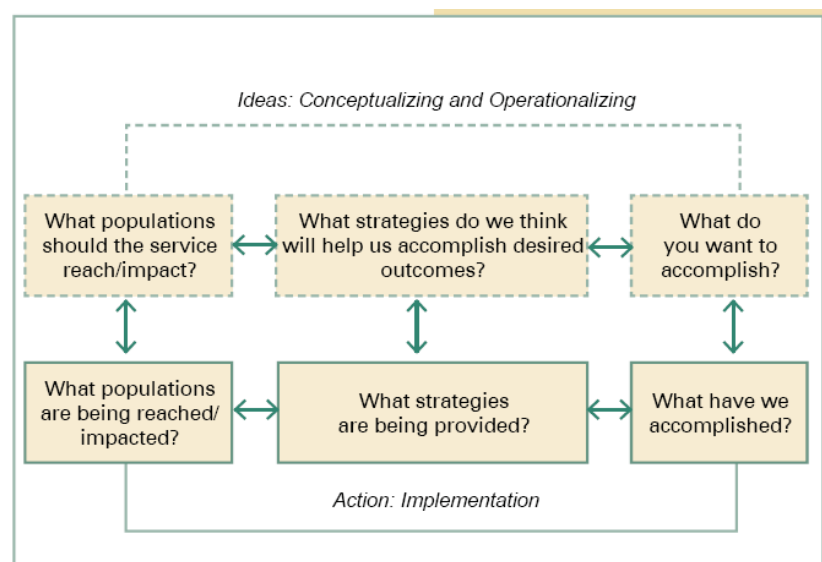 Ideas: Conceptualizing and Operationalizing
What populations
should the service
reach/impact?
What strategies do we think
will help us accomplish desired
outcomes?
What do
you want to
accomplish?
What populations
are being reached/
impacted?
What strategies
are being provided?
What have we
accomplished?
Action: Implementation